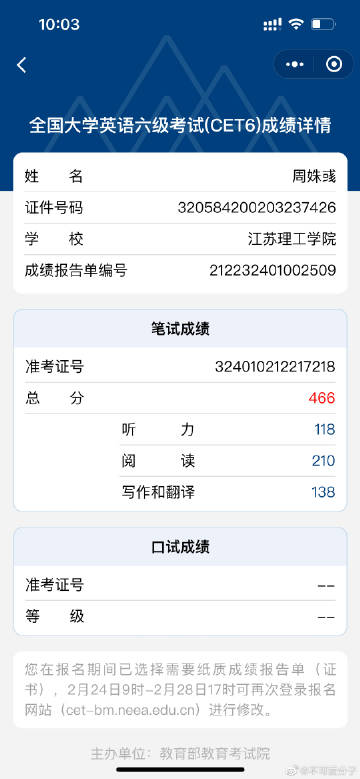 10:03
全国大学英语六级考试(CET6)成绩详情
姓 名 周姝彧
证件号码 320584200203237426
学 校 江苏理工学院
成绩报告单编号 212232401002509
笔试成绩
准考证号 324010212217218
总 分 466
听 力 118
阅 读 210
写作和翻译 138
口试成绩
准考证号 --
等 级 --
您在报名期间已选择需要纸质成绩报告单（证
书），2月24日9时-2月28日17时可再次登录报名
网站（cet-bm.neea.edu.cn）进行修改。
主办单位：教育部教育考试院